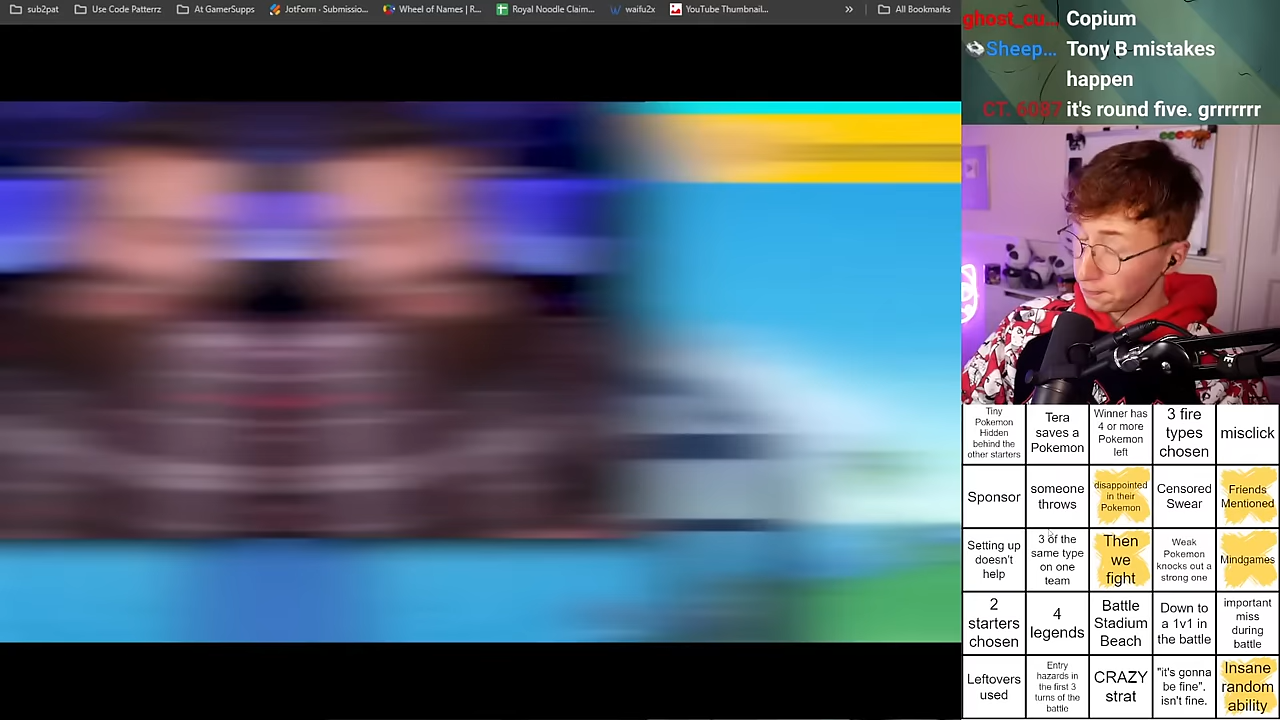 sub2pat Use Code Patterrz At GamerSupps JotForm - Submissio... Wheel of Names | R... Royal Noodle Claim... waifu2x YouTube Thumbnail... » All Bookmarks
ghost_cu... Copium
Sheep... Tony B mistakes
happen
CT. 6087 it's round five. grrrrrrr
Tiny
Pokemon
Hidden
behind the
other starters
Tera
saves a
Pokemon
Winner has
4 or more
Pokemon
left
3 fire
types
chosen
misclick
Sponsor
someone
throws
disappointed
in their
Pokemon
Censored
Swear
Friends
Mentioned
Setting up
doesn't
help
3 of the
same type
on one
team
Then
we
fight
Weak
Pokemon
knocks out a
strong one
Mindgames
2
starters
chosen
4
legends
Battle
Stadium
Beach
Down to
a 1v1 in
the battle
important
miss
during
battle
Leftovers
used
Entry
hazards in
the first 3
turns of the
battle
CRAZY
strat
"it's gonna
be fine".
isn't fine.
Insane
random
ability